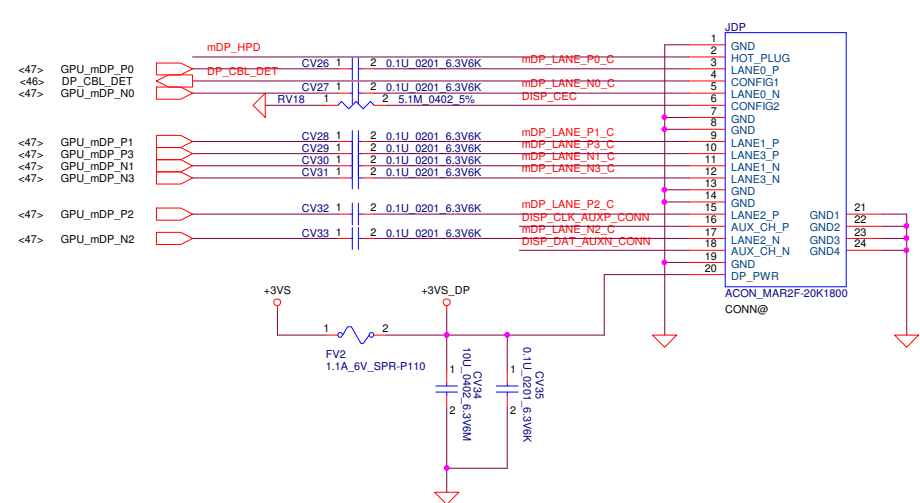 JDP
mDP_HPD
1 GND
2 HOT_PLUG
<47> GPU_mDP_P0 CV26 1 2 0.1U_0201_6.3V6K mDP_LANE_P0_C 3 LANE0_P
<46> DP_CBL_DET DP_CBL_DET 4 CONFIG1
<47> GPU_mDP_N0 CV27 1 2 0.1U_0201_6.3V6K mDP_LANE_N0_C 5 LANE0_N
RV18 1 2 5.1M_0402_5% DISP_CEC 6 CONFIG2
7 GND
8 GND
<47> GPU_mDP_P1 CV28 1 2 0.1U_0201_6.3V6K mDP_LANE_P1_C 9 LANE1_P
<47> GPU_mDP_P3 CV29 1 2 0.1U_0201_6.3V6K mDP_LANE_P3_C 10 LANE3_P
<47> GPU_mDP_N1 CV30 1 2 0.1U_0201_6.3V6K mDP_LANE_N1_C 11 LANE1_N
<47> GPU_mDP_N3 CV31 1 2 0.1U_0201_6.3V6K mDP_LANE_N3_C 12 LANE3_N
13 GND
14 GND
<47> GPU_mDP_P2 CV32 1 2 0.1U_0201_6.3V6K mDP_LANE_P2_C 15 LANE2_P GND1 21
DISP_CLK_AUXP_CONN 16 AUX_CH_P GND2 22
<47> GPU_mDP_N2 CV33 1 2 0.1U_0201_6.3V6K mDP_LANE_N2_C 17 LANE2_N GND3 23
DISP_DAT_AUXN_CONN 18 AUX_CH_N GND4 24
19 GND
20 DP_PWR
ACON_MAR2F-20K1800
CONN@
+3VS +3VS_DP
1 2
FV2
1.1A_6V_SPR-P110
1 2 CV34
10U_0402_6.3V6M
1 2 CV35
0.1U_0201_6.3V6K